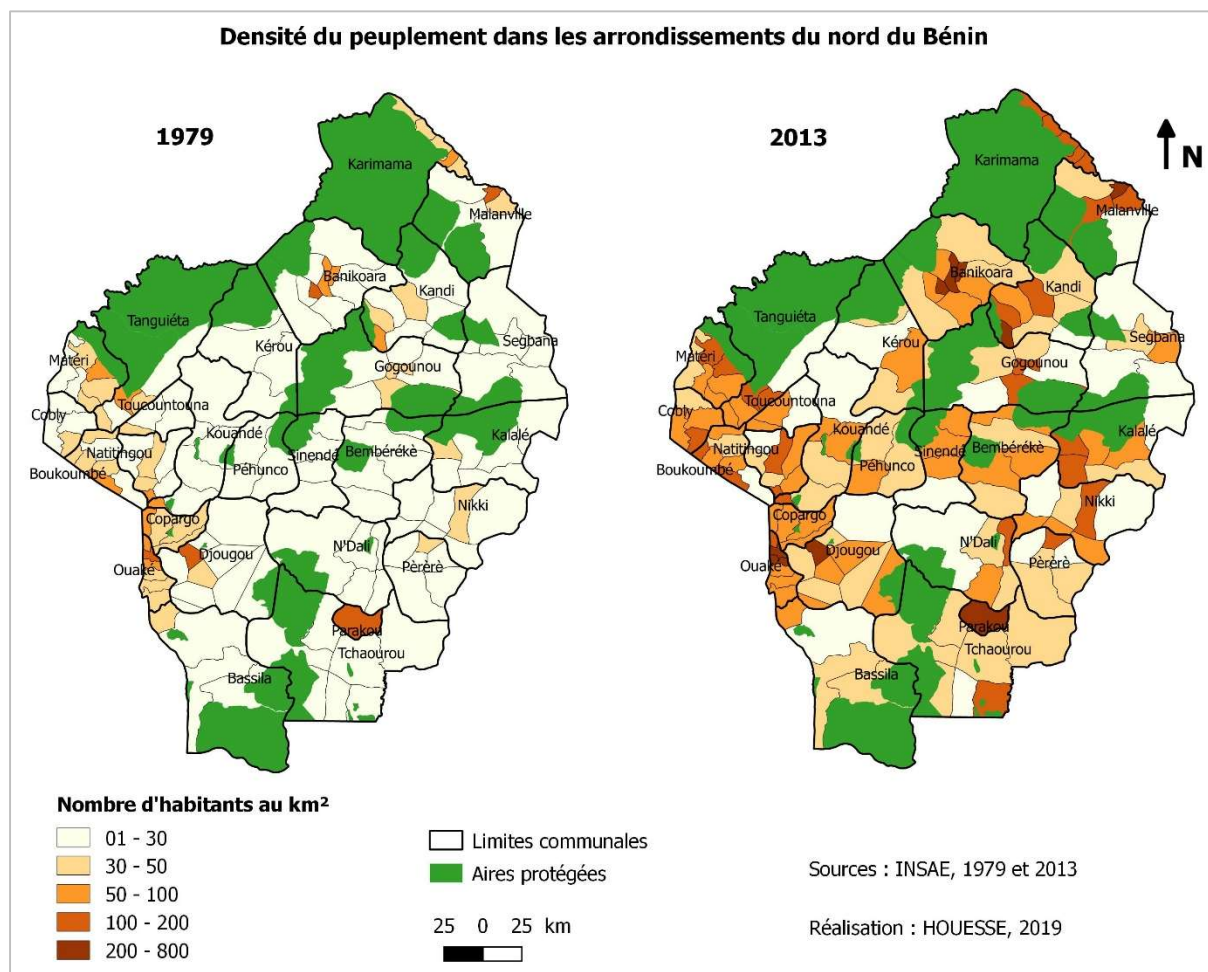 Densité du peuplement dans les arrondissements du nord du Bénin
1979
Karimama
Malanville
Banikoara
Kandi
Tanguiéta
Segbana
Kérou
Matéri
Gogounou
Toucountouna
Cobly
Kouandé
Kalalé
Natitingou
Sinendé
Bembérékè
Boukoumbé
Péhunco
Nikki
Copargo
N'Dali
Djougou
Pèrèrè
Ouaké
Parakou
Tchaourou
Bassila
2013
N
Karimama
Malanville
Banikoara
Kandi
Tanguiéta
Segbana
Kérou
Matéri
Gogounou
Toucountouna
Cobly
Kouandé
Kalalé
Natitingou
Sinendé
Bembérékè
Boukoumbé
Péhunco
Nikki
Copargo
N'Dali
Djougou
Pèrèrè
Ouaké
Parakou
Tchaourou
Bassila
Nombre d'habitants au km²
01 - 30
30 - 50
50 - 100
100 - 200
200 - 800
Limites communales
Aires protégées
25 0 25 km
Sources : INSAE, 1979 et 2013
Réalisation : HOUESSE, 2019